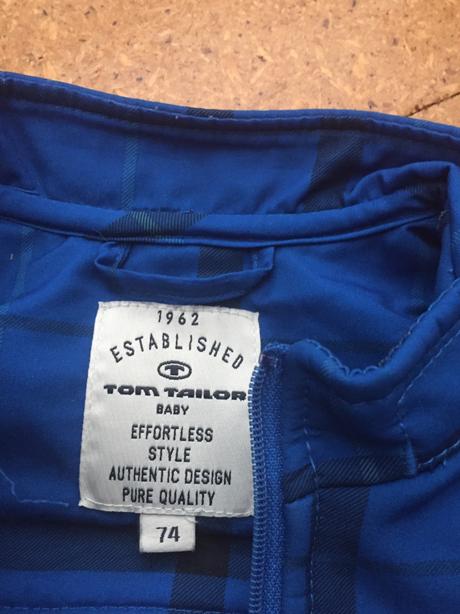 1962
ESTABLISHED
T
TOM TAILOR
BABY
EFFORTLESS
STYLE
AUTHENTIC DESIGN
PURE QUALITY
74